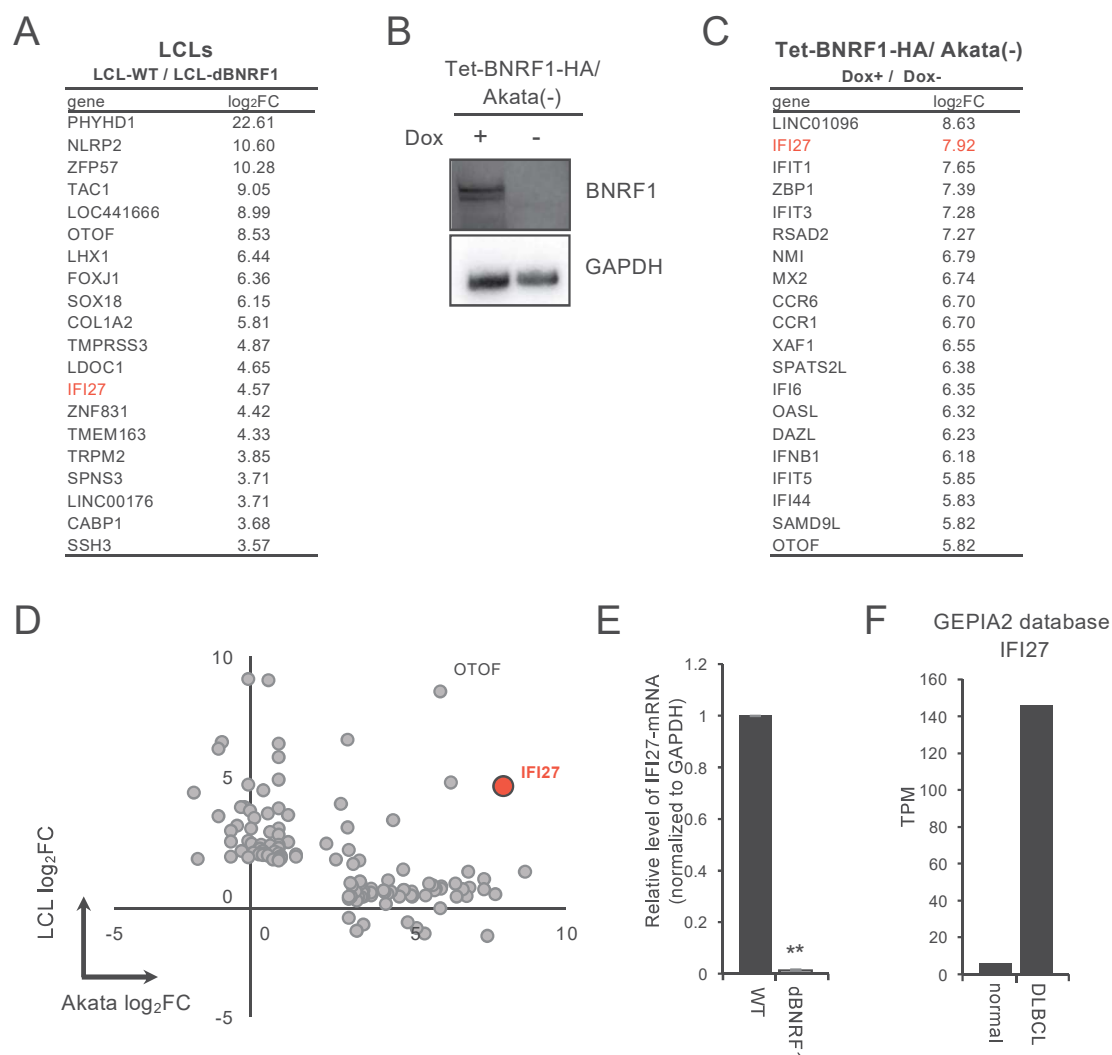 A
LCLs
LCL-WT / LCL-dBNRF1
gene log2FC
PHYHD1 22.61
NLRP2 10.60
ZFP57 10.28
TAC1 9.05
LOC441666 8.99
OTOF 8.53
LHX1 6.44
FOXJ1 6.36
SOX18 6.15
COL1A2 5.81
TMPRSS3 4.87
LDOC1 4.65
IFI27 4.57
ZNF831 4.42
TMEM163 4.33
TRPM2 3.85
SPNS3 3.71
LINC00176 3.71
CABP1 3.68
SSH3 3.57
B
Tet-BNRF1-HA/
Akata(-)
Dox + -
BNRF1
GAPDH
C
Tet-BNRF1-HA/ Akata(-)
Dox+ / Dox-
gene log2FC
LINC01096 8.63
IFI27 7.92
IFIT1 7.65
ZBP1 7.39
IFIT3 7.28
RSAD2 7.27
NMI 6.79
MX2 6.74
CCR6 6.70
CCR1 6.70
XAF1 6.55
SPATS2L 6.38
IFI6 6.35
OASL 6.32
DAZL 6.23
IFNB1 6.18
IFIT5 5.85
IFI44 5.83
SAMD9L 5.82
OTOF 5.82
D
10
OTOF
5
IFI27
0
-5 0 5 10
-5
LCL log2FC
Akata log2FC
E
Relative level of IFI27-mRNA
(normalized to GAPDH)
1.2
1
0.8
0.6
0.4
0.2
0
**
WT
dBNRF1
F
GEPIA2 database
IFI27
TPM
160
140
120
100
80
60
40
20
0
normal
DLBCL